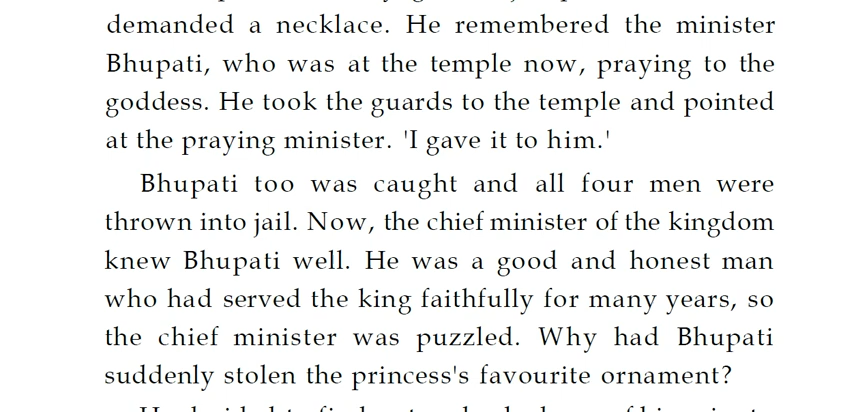 demanded a necklace. He remembered the minister
Bhupati, who was at the temple now, praying to the
goddess. He took the guards to the temple and pointed
at the praying minister. 'I gave it to him.'
Bhupati too was caught and all four men were
thrown into jail. Now, the chief minister of the kingdom
knew Bhupati well. He was a good and honest man
who had served the king faithfully for many years, so
the chief minister was puzzled. Why had Bhupati
suddenly stolen the princess's favourite ornament?